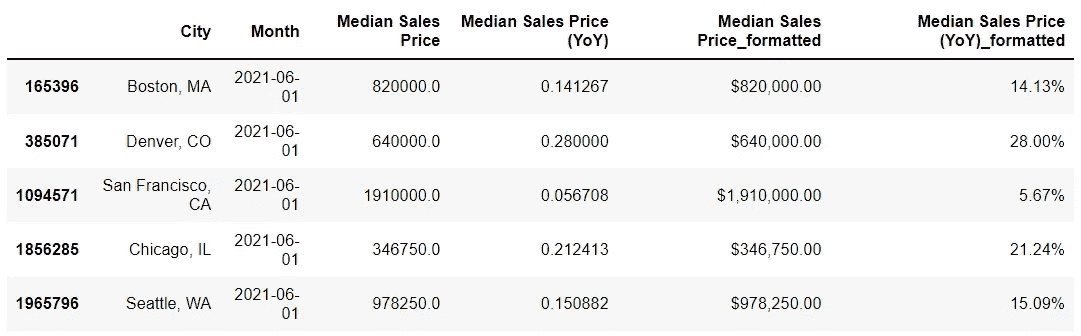 City Month Median Sales Price Median Sales Price (YoY) Median Sales Price_formatted Median Sales Price (YoY)_formatted
165396 Boston, MA 2021-06-01 820000.0 0.141267 $820,000.00 14.13%
385071 Denver, CO 2021-06-01 640000.0 0.280000 $640,000.00 28.00%
1094571 San Francisco, CA 2021-06-01 1910000.0 0.056708 $1,910,000.00 5.67%
1856285 Chicago, IL 2021-06-01 346750.0 0.212413 $346,750.00 21.24%
1965796 Seattle, WA 2021-06-01 978250.0 0.150882 $978,250.00 15.09%